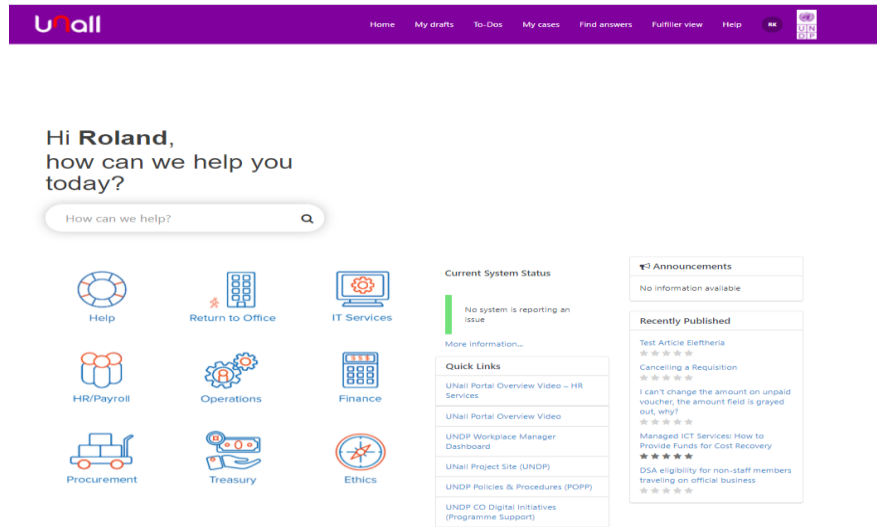 UNall
Home My drafts To-Dos My cases Find answers Fulfiller view Help RK
UN
DP
Hi Roland,
how can we help you
today?
How can we help?
Help
Return to Office
IT Services
HR/Payroll
Operations
Finance
Procurement
Treasury
Ethics
Current System Status
No system is reporting an
issue
More information...
Quick Links
UNall Portal Overview Video – HR
Services
UNall Portal Overview Video
UNDP Workplace Manager
Dashboard
UNall Project Site (UNDP)
UNDP Policies & Procedures (POPP)
UNDP CO Digital Initiatives
(Programme Support)
Announcements
No information available
Recently Published
Test Article Eleftheria
Cancelling a Requisition
I can't change the amount on unpaid
voucher, the amount field is grayed
out, why?
Managed ICT Services: How to
Provide Funds for Cost Recovery
DSA eligibility for non-staff members
traveling on official business